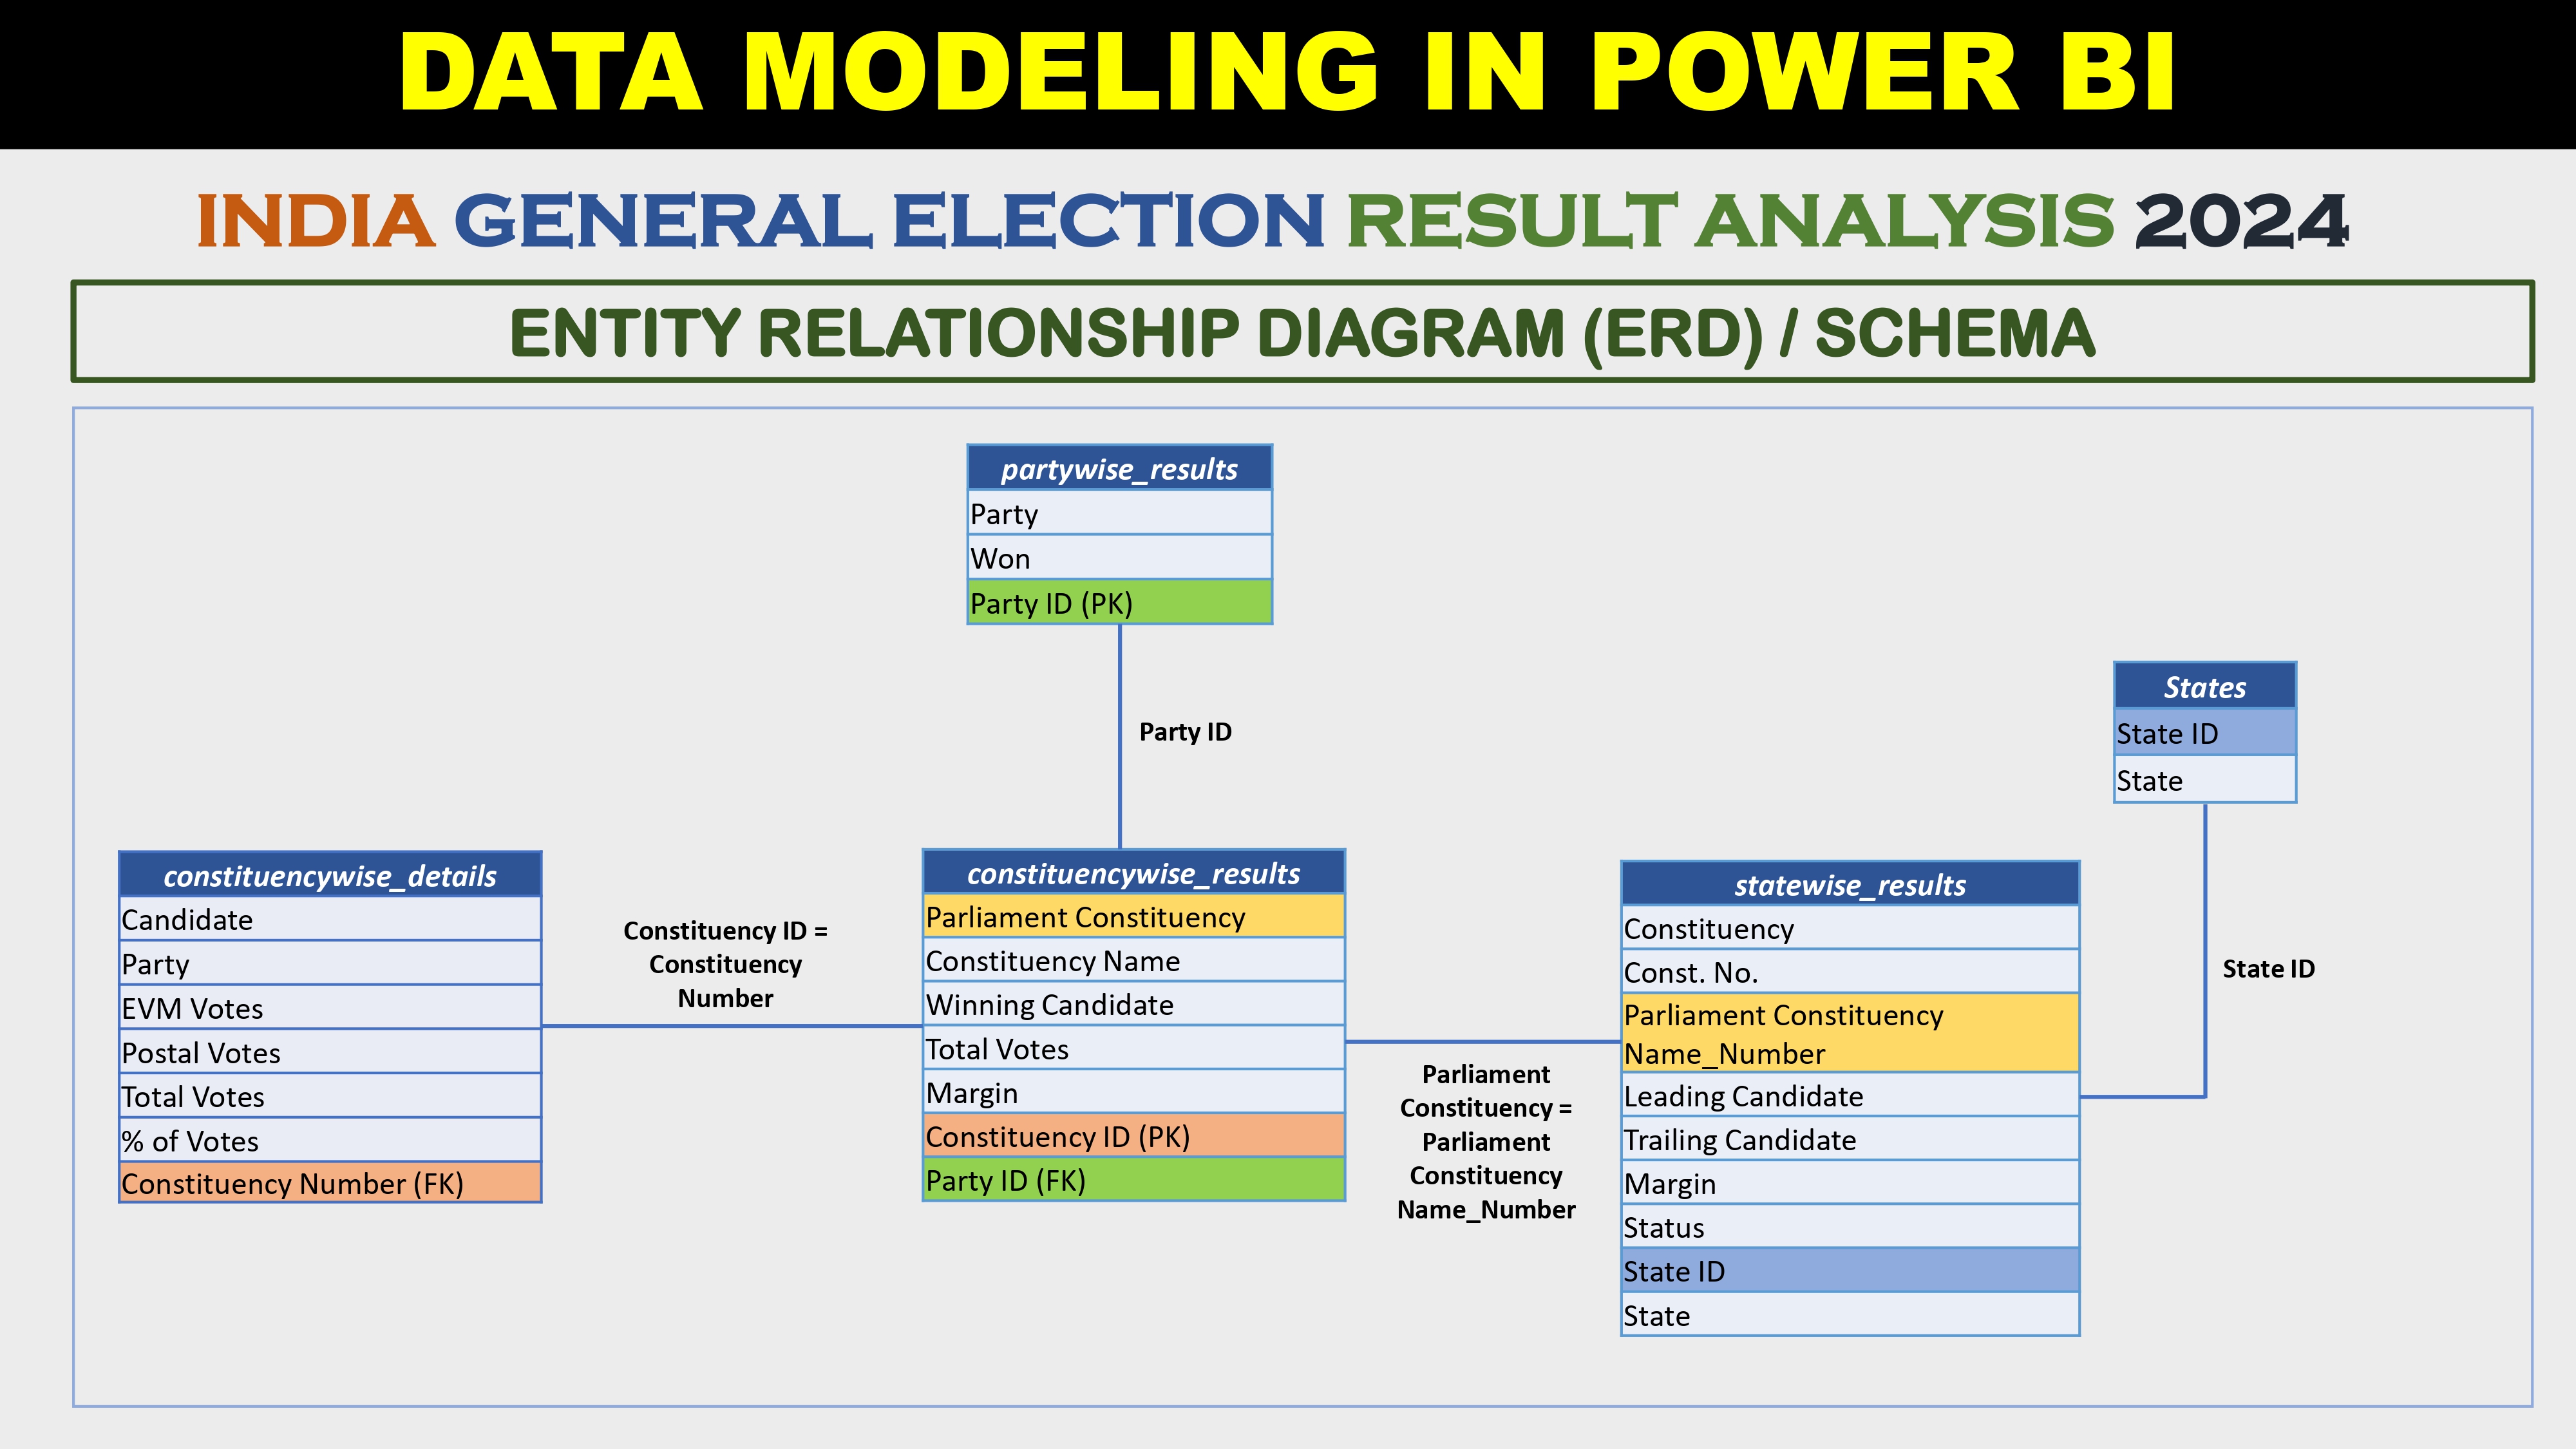 DATA MODELING IN POWER BI
INDIA GENERAL ELECTION RESULT ANALYSIS 2024
ENTITY RELATIONSHIP DIAGRAM (ERD) / SCHEMA
partywise_results
Party
Won
Party ID (PK)
Party ID
States
State ID
State
State ID
constituencywise_details
Candidate
Party
EVM Votes
Postal Votes
Total Votes
% of Votes
Constituency Number (FK)
Constituency ID =
Constituency
Number
constituencywise_results
Parliament Constituency
Constituency Name
Winning Candidate
Total Votes
Margin
Constituency ID (PK)
Party ID (FK)
Parliament
Constituency =
Parliament
Constituency
Name_Number
statewise_results
Constituency
Const. No.
Parliament Constituency
Name_Number
Leading Candidate
Trailing Candidate
Margin
Status
State ID
State